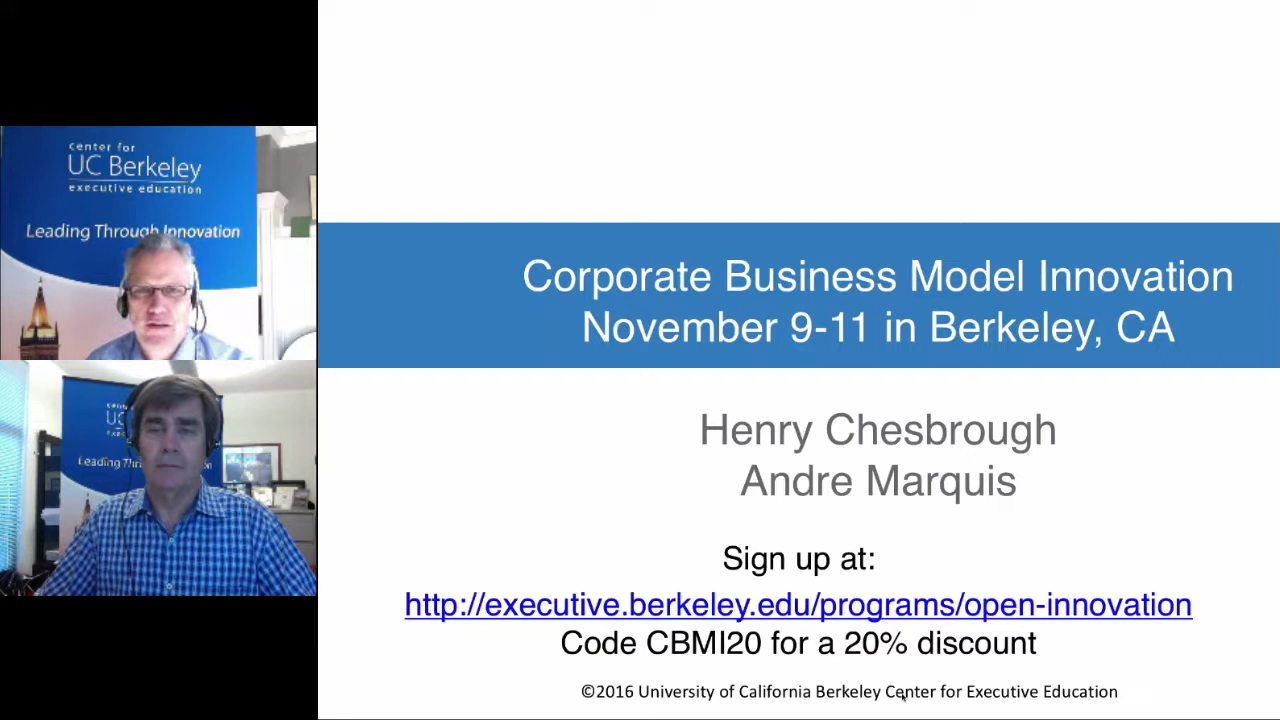 center for
UC Berkeley
executive education
Leading Through Innovation
UC
Leading
Corporate Business Model Innovation
November 9-11 in Berkeley, CA
Henry Chesbrough
Andre Marquis
Sign up at:
http://executive.berkeley.edu/programs/open-innovation
Code CBMI20 for a 20% discount
©2016 University of California Berkeley Center for Executive Education